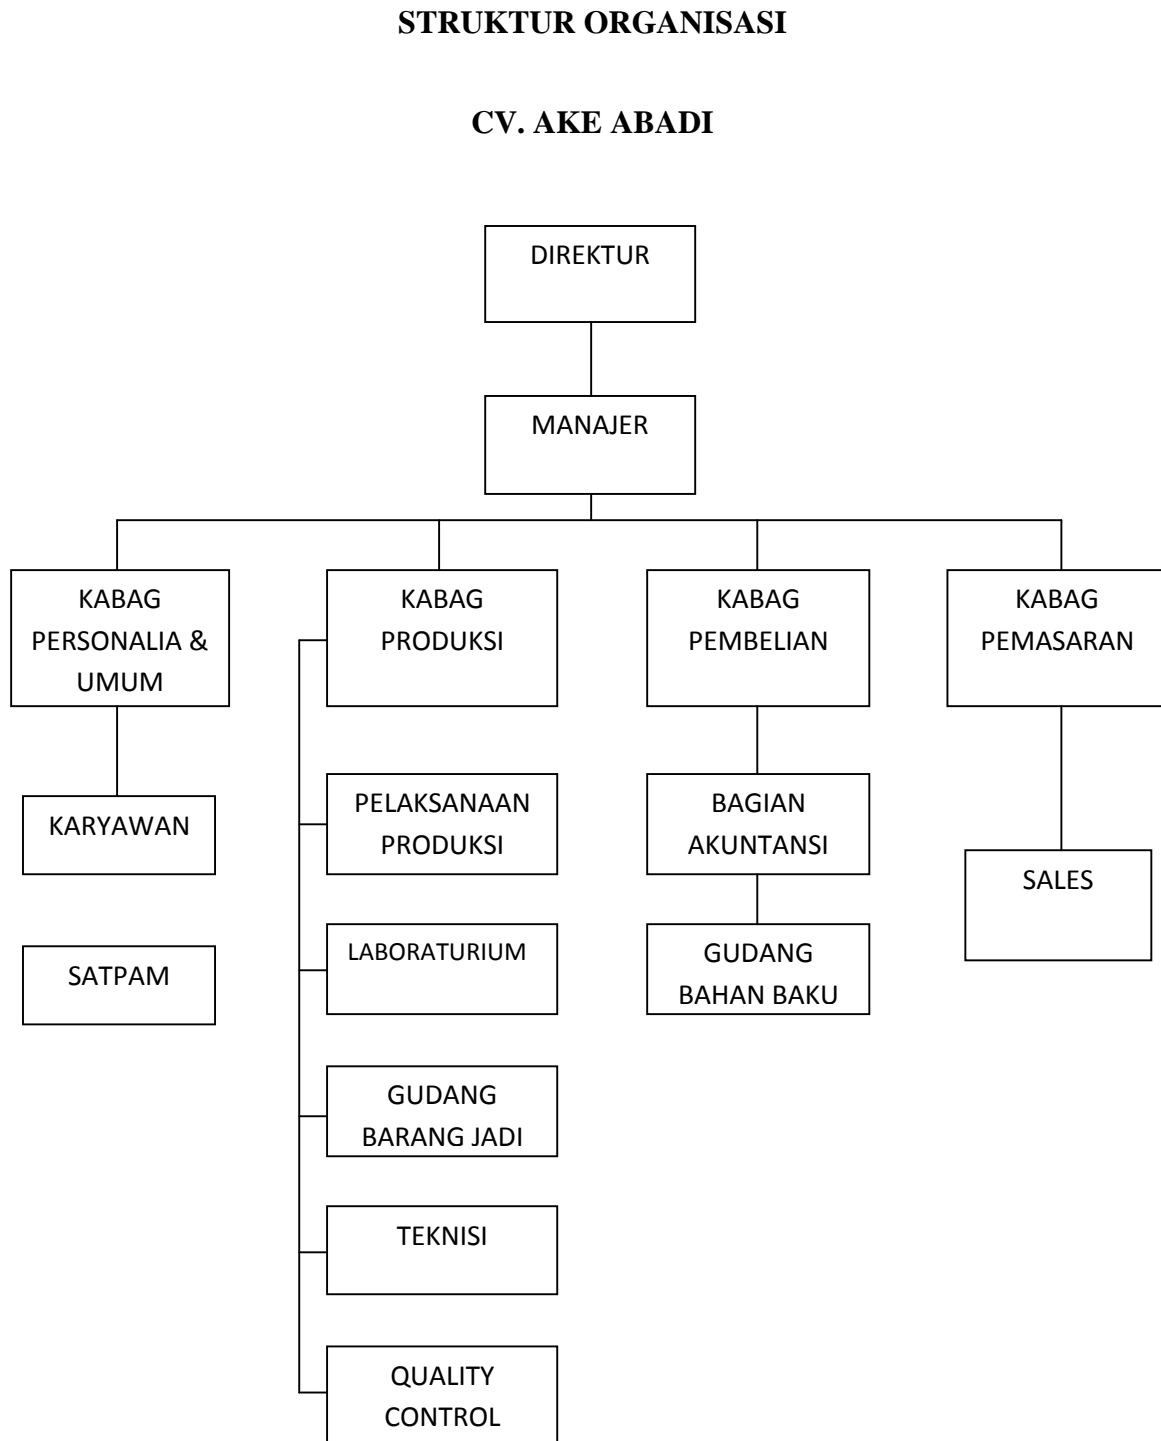 STRUKTUR ORGANISASI
CV. AKE ABADI
DIREKTUR
MANAJER
KABAG
PERSONALIA &
UMUM
KABAG
PRODUKSI
KABAG
PEMBELIAN
KABAG
PEMASARAN
KARYAWAN
PELAKSANAAN
PRODUKSI
BAGIAN
AKUNTANSI
SALES
SATPAM
LABORATURIUM
GUDANG
BAHAN BAKU
GUDANG
BARANG JADI
TEKNISI
QUALITY
CONTROL